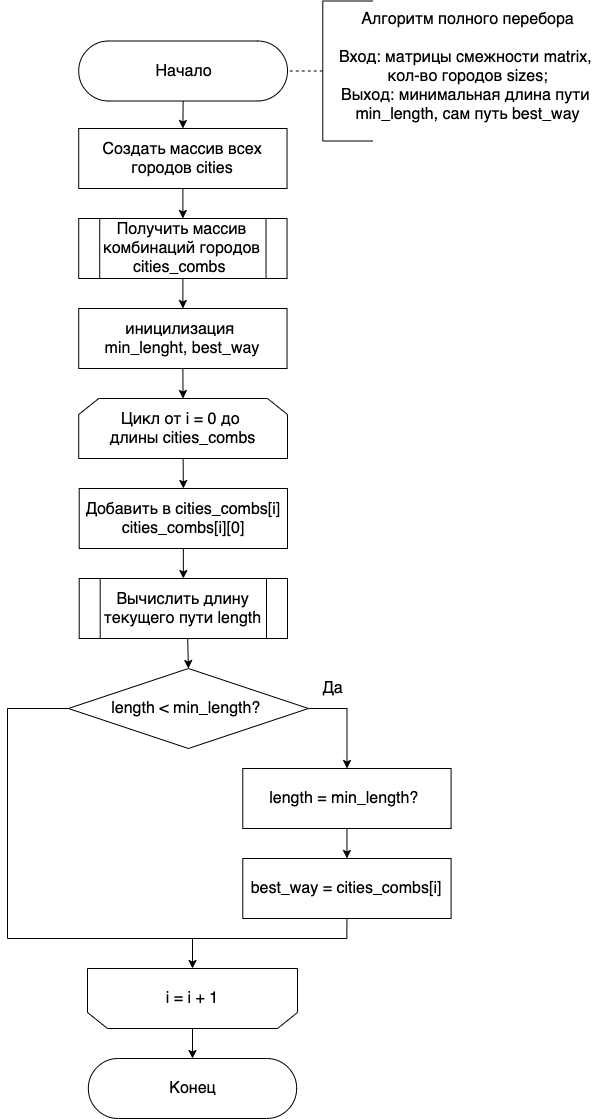 Алгоритм полного перебора
Вход: матрицы смежности matrix,
кол-во городов sizes;
Выход: минимальная длина пути
min_length, сам путь best_way
Начало
Создать массив всех
городов cities
Получить массив
комбинаций городов
cities_combs
иницилизация
min_lenght, best_way
Цикл от i = 0 до
длины cities_combs
Добавить в cities_combs[i]
cities_combs[i][0]
Вычислить длину
текущего пути length
length < min_length?
Да
length = min_length?
best_way = cities_combs[i]
i = i + 1
Конец